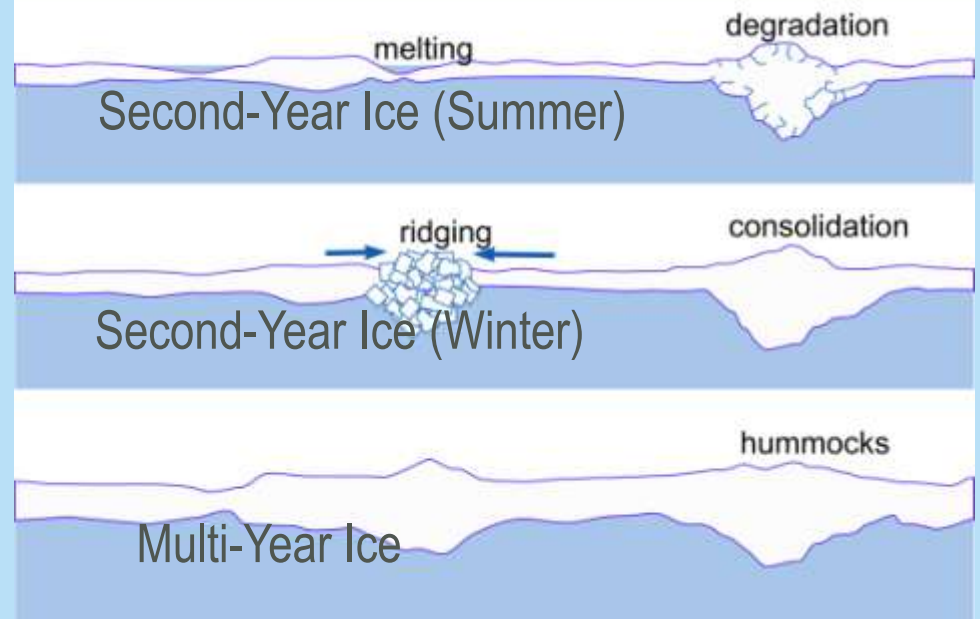 melting
degradation
Second-Year Ice (Summer)
ridging
consolidation
Second-Year Ice (Winter)
hummocks
Multi-Year Ice